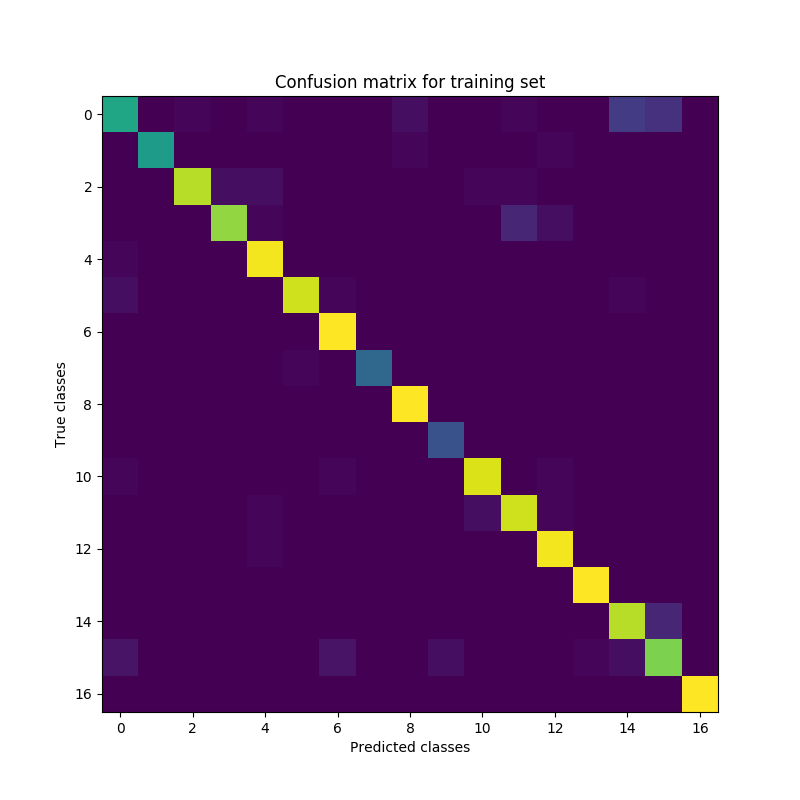 Confusion matrix for training set
0
2
4
6
8
10
12
14
16
True classes
0 2 4 6 8 10 12 14 16
Predicted classes